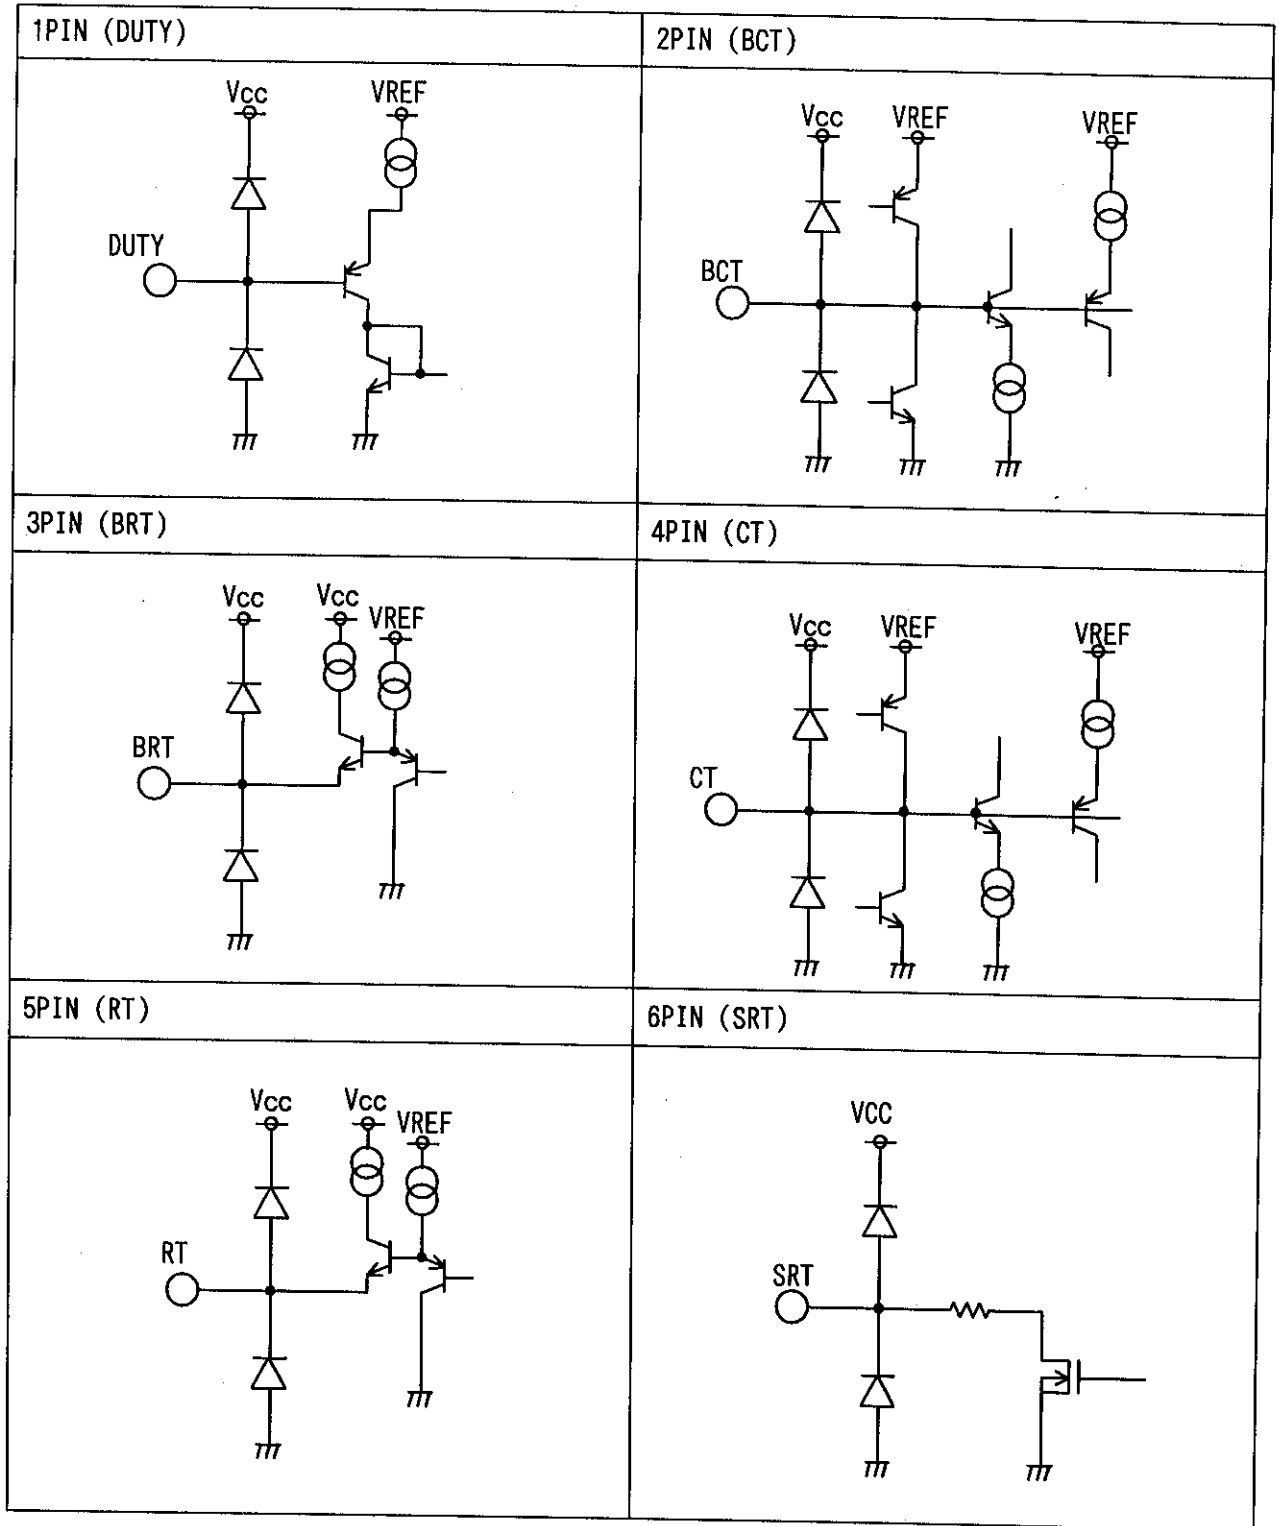 1PIN (DUTY)
2PIN (BCT)
Vcc
VREF
DUTY
Vcc
VREF
VREF
BCT
3PIN (BRT)
4PIN (CT)
Vcc
Vcc
VREF
BRT
Vcc
VREF
VREF
CT
5PIN (RT)
6PIN (SRT)
Vcc
Vcc
VREF
RT
VCC
SRT